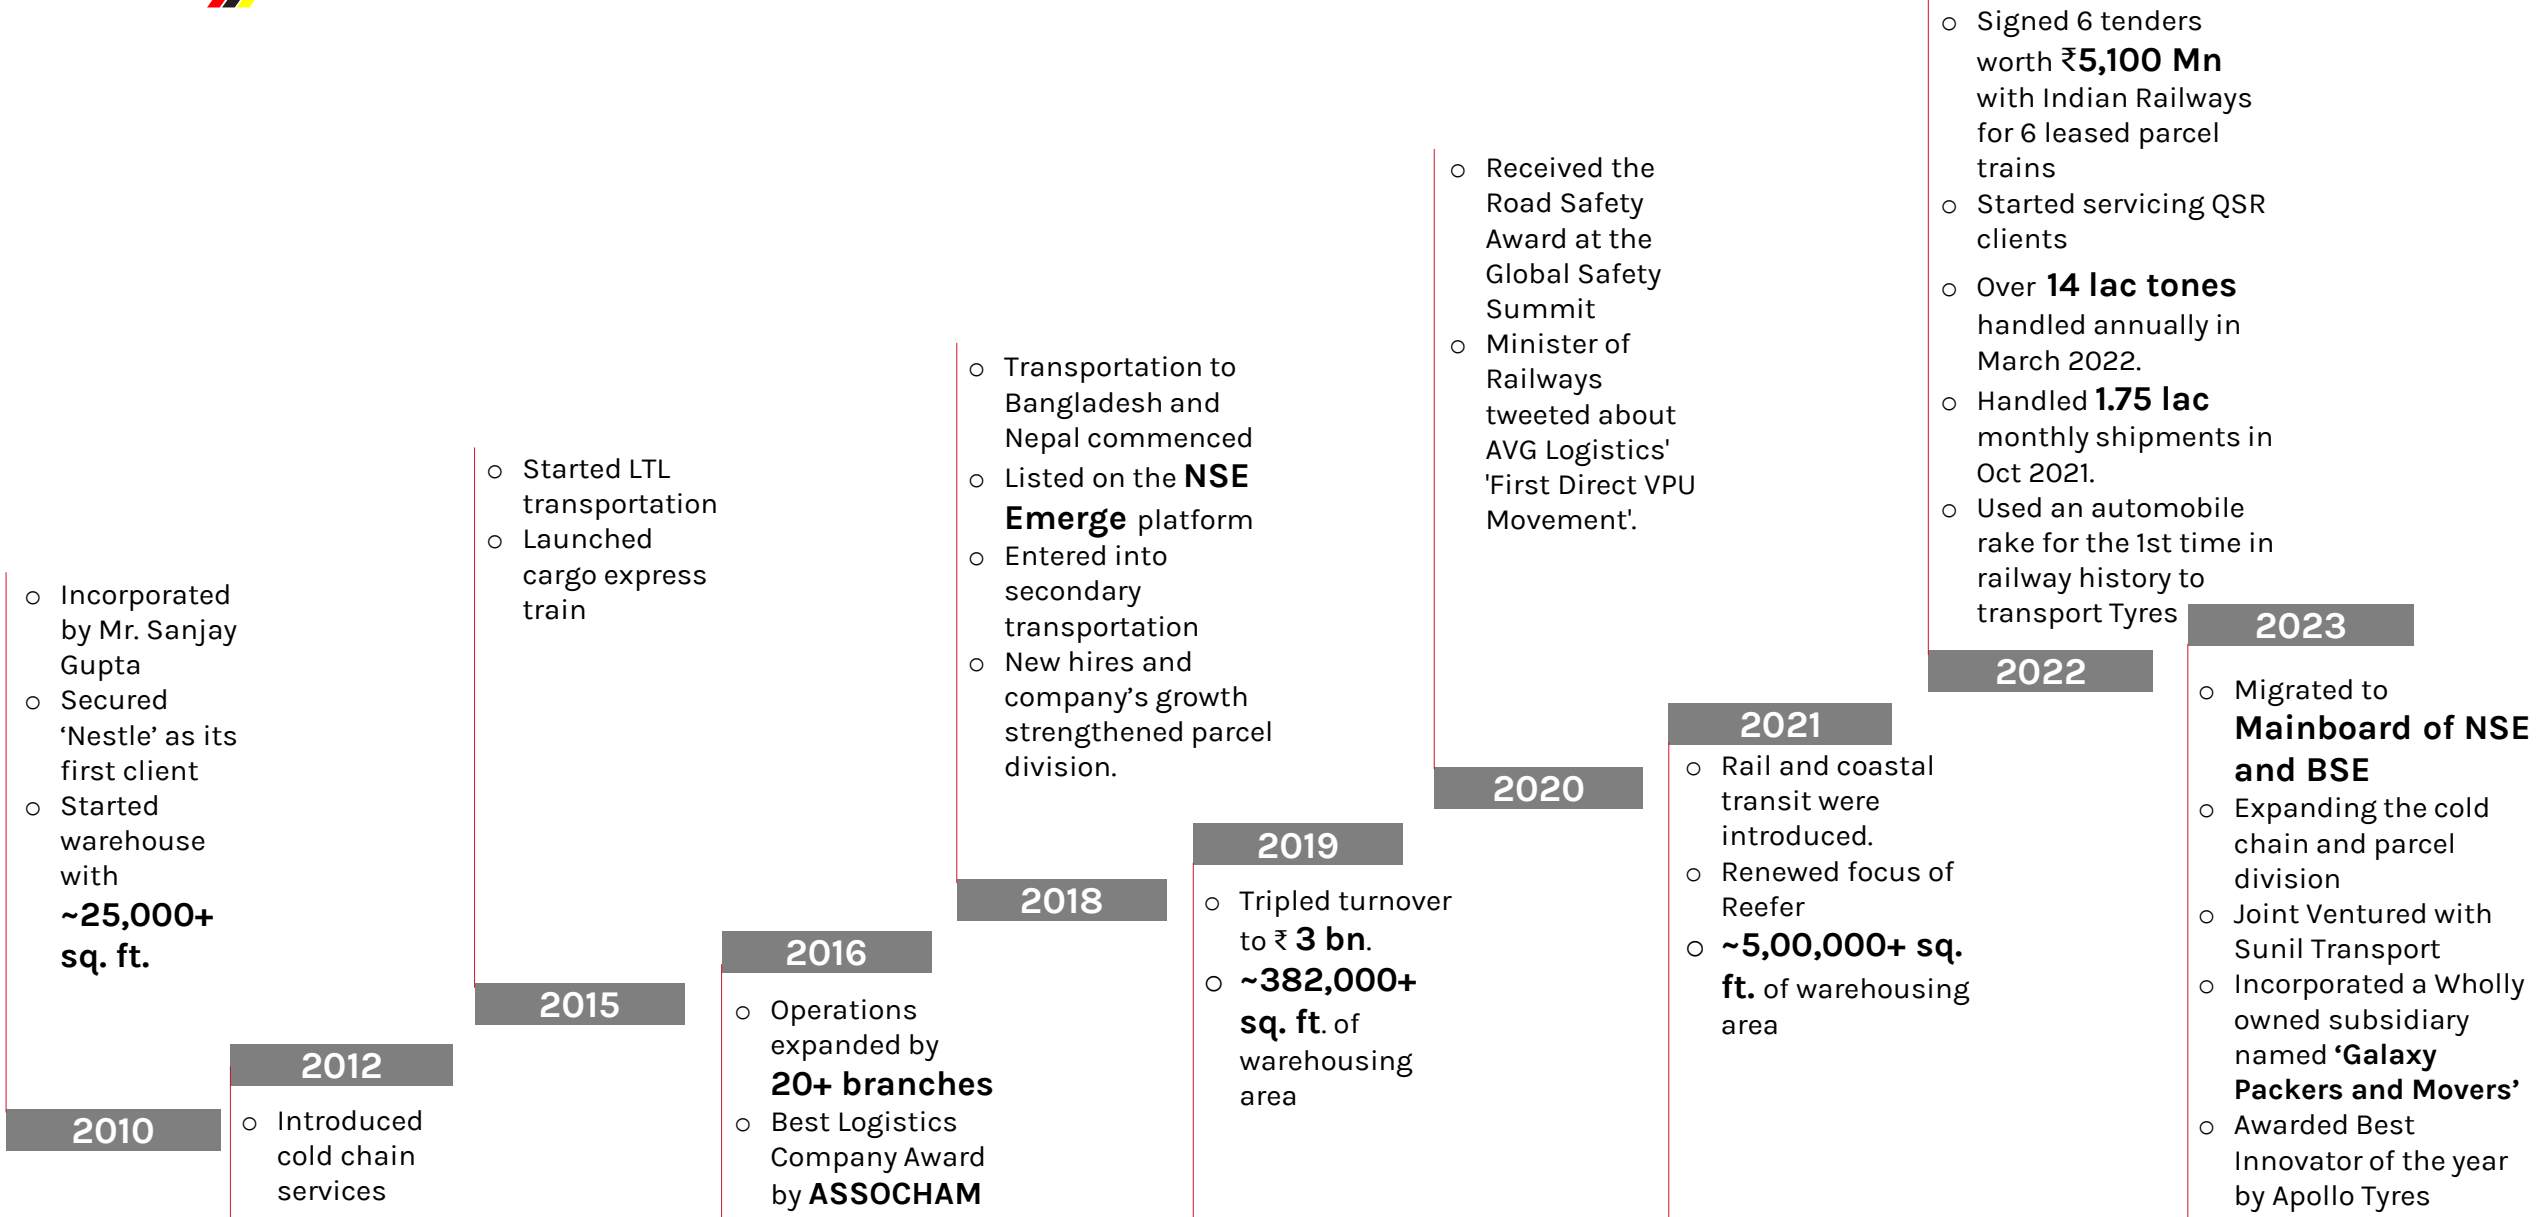 ○ Incorporated
by Mr. Sanjay
Gupta
○ Secured
‘Nestle’ as its
first client
○ Started
warehouse
with
~25,000+
sq. ft.
2010
2012
○ Introduced
cold chain
services
○ Started LTL
transportation
○ Launched
cargo express
train
2015
2016
○ Operations
expanded by
20+ branches
○ Best Logistics
Company Award
by ASSOCHAM
○ Transportation to
Bangladesh and
Nepal commenced
○ Listed on the NSE
Emerge platform
○ Entered into
secondary
transportation
○ New hires and
company’s growth
strengthened parcel
division.
2018
2019
○ Tripled turnover
to ₹ 3 bn.
○ ~382,000+
sq. ft. of
warehousing
area
○ Received the
Road Safety
Award at the
Global Safety
Summit
○ Minister of
Railways
tweeted about
AVG Logistics'
'First Direct VPU
Movement'.
2020
2021
○ Rail and coastal
transit were
introduced.
○ Renewed focus of
Reefer
○ ~5,00,000+ sq.
ft. of warehousing
area
○ Signed 6 tenders
worth ₹5,100 Mn
with Indian Railways
for 6 leased parcel
trains
○ Started servicing QSR
clients
○ Over 14 lac tones
handled annually in
March 2022.
○ Handled 1.75 lac
monthly shipments in
Oct 2021.
○ Used an automobile
rake for the 1st time in
railway history to
transport Tyres
2022
2023
○ Migrated to
Mainboard of NSE
and BSE
○ Expanding the cold
chain and parcel
division
○ Joint Ventured with
Sunil Transport
○ Incorporated a Wholly
owned subsidiary
named ‘Galaxy
Packers and Movers’
○ Awarded Best
Innovator of the year
by Apollo Tyres